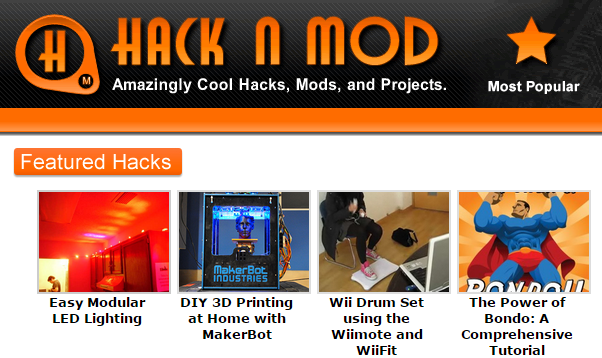 H
M
HACK N MOD
Amazingly Cool Hacks, Mods, and Projects.
Most Popular
Featured Hacks
MakerBot
INDUSTRIES
BONDO!!
Easy Modular
LED Lighting
DIY 3D Printing
at Home with
MakerBot
Wii Drum Set
using the
Wiimote and
WiiFit
The Power of
Bondo: A
Comprehensive
Tutorial